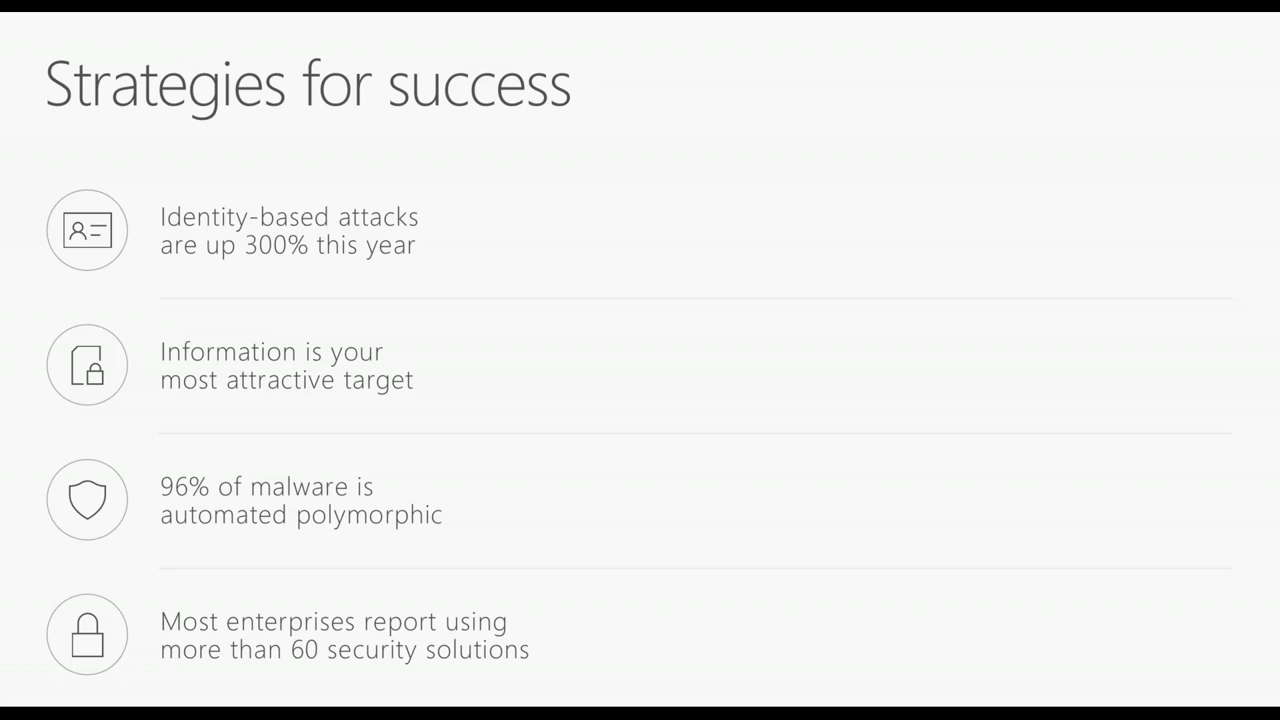 Strategies for success
Identity-based attacks
are up 300% this year
Information is your
most attractive target
96% of malware is
automated polymorphic
Most enterprises report using
more than 60 security solutions